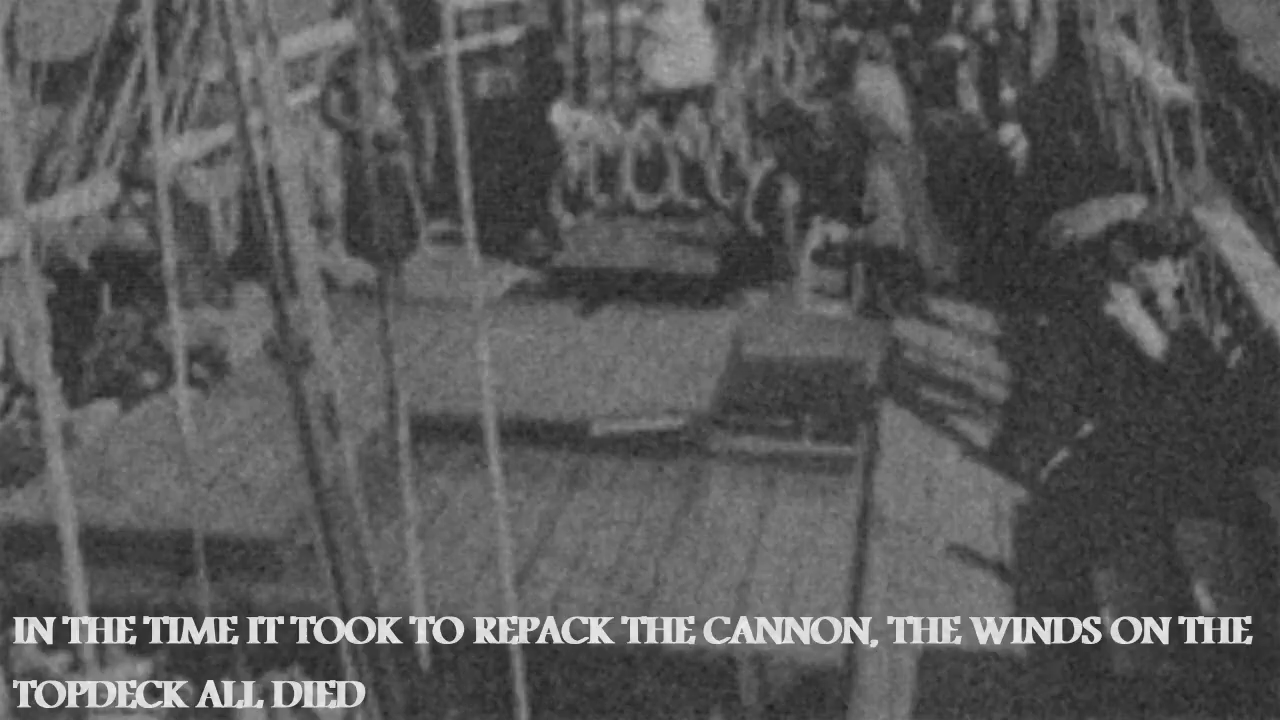 IN THE TIME IT TOOK TO REPACK THE CANNON, THE WINDS ON THE
TOPDECK ALL DIED